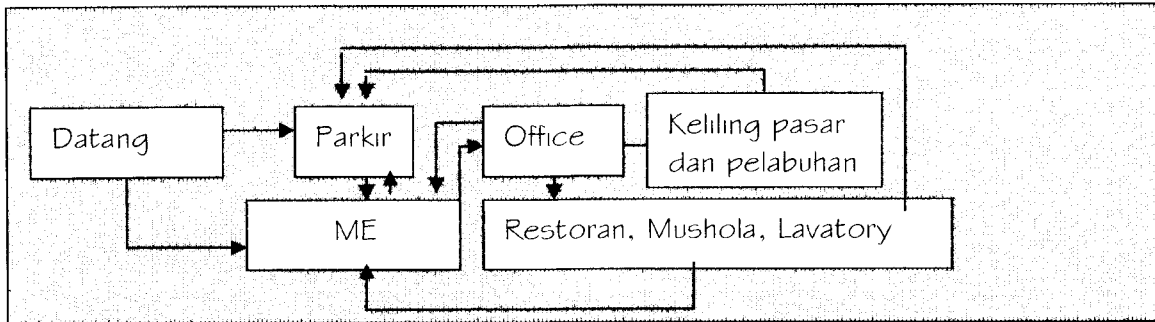 Datang
Parkir
Office
Keliling pasar
dan pelabuhan
ME
Restoran, Mushola, Lavatory